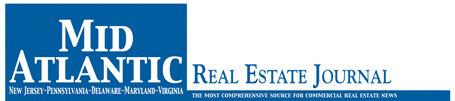 MID
ATLANTIC
REAL ESTATE JOURNAL
NEW JERSEY-PENNSYLVANIA-DELAWARE-MARYLAND-VIRGINIA
THE MOST COMPREHENSIVE SOURCE FOR COMMERCIAL REAL ESTATE NEWS